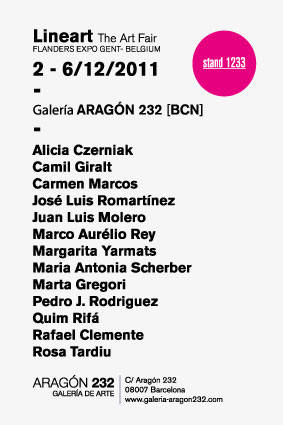 Lineart The Art Fair
FLANDERS EXPO GENT- BELGIUM
2 - 6/12/2011
stand 1233
-
Galería ARAGÓN 232 [BCN]
-
Alicia Czerniak
Camil Giralt
Carmen Marcos
José Luis Romartínez
Juan Luis Molero
Marco Aurélio Rey
Margarita Yarmats
Maria Antonia Scherber
Marta Gregori
Pedro J. Rodriguez
Quim Rifá
Rafael Clemente
Rosa Tardiu
ARAGÓN 232
GALERÍA DE ARTE
C/ Aragón 232
08007 Barcelona
www.galeria-aragon232.com